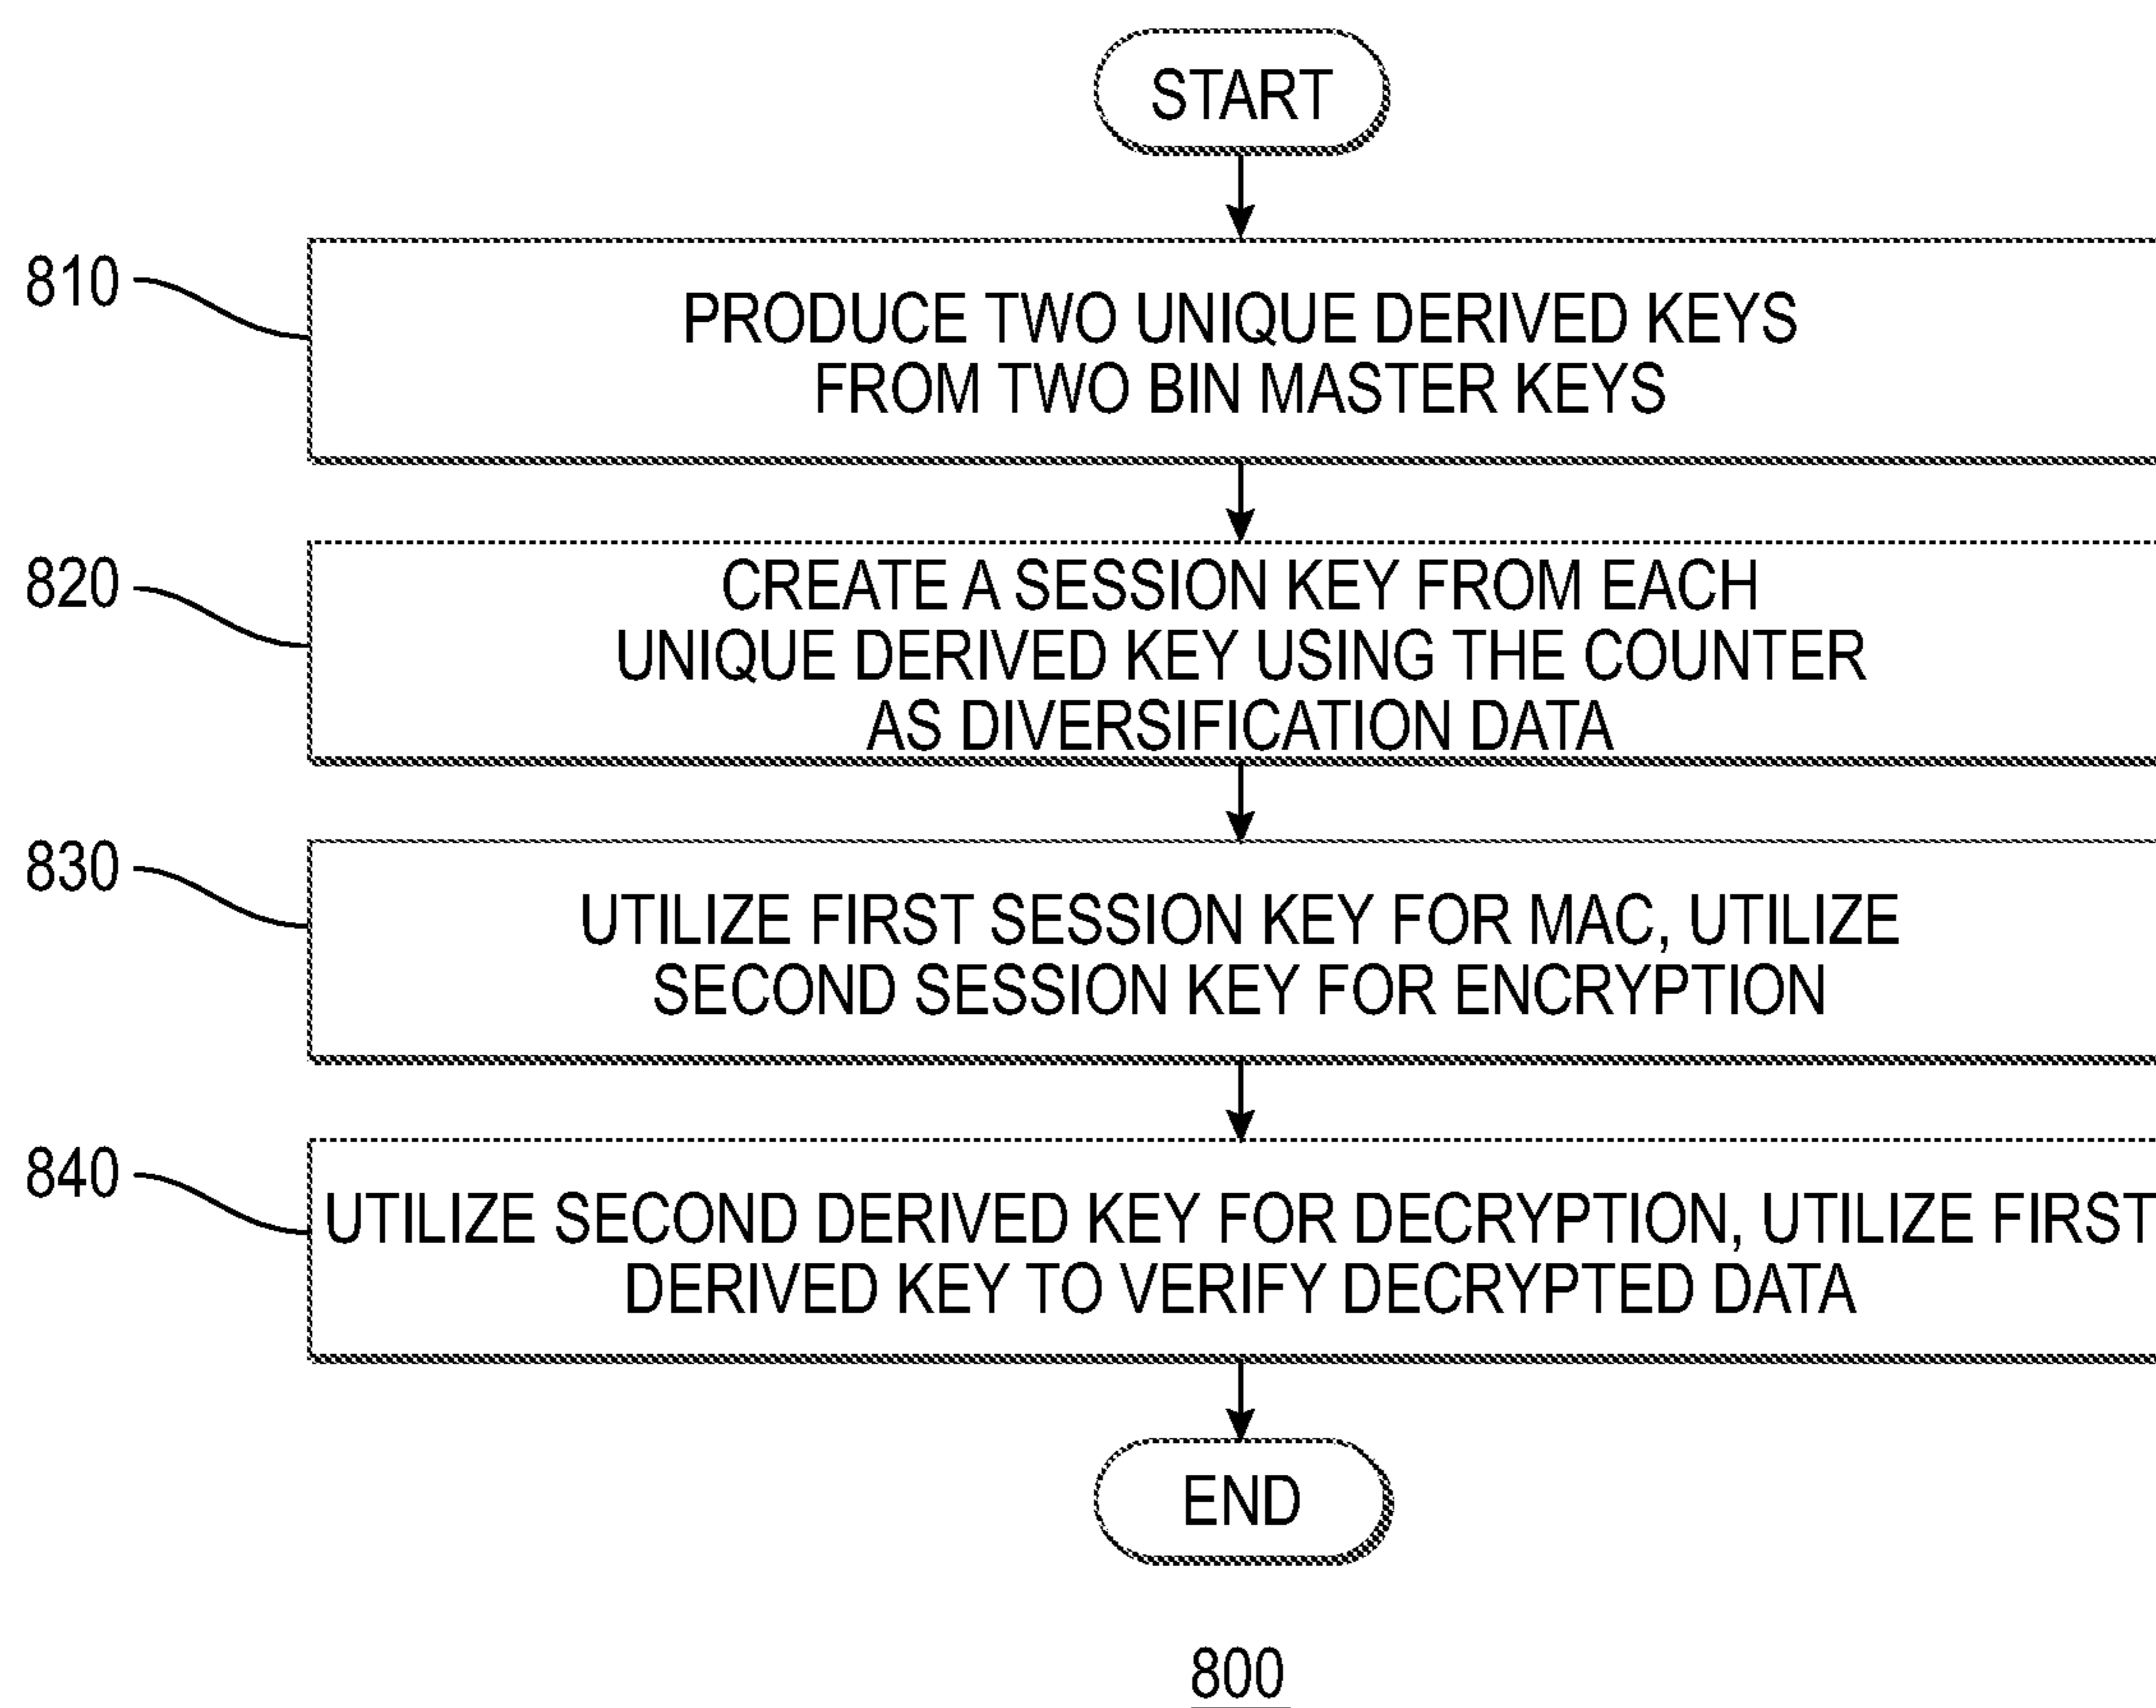 START
810
PRODUCE TWO UNIQUE DERIVED KEYS
FROM TWO BIN MASTER KEYS
820
CREATE A SESSION KEY FROM EACH
UNIQUE DERIVED KEY USING THE COUNTER
AS DIVERSIFICATION DATA
830
UTILIZE FIRST SESSION KEY FOR MAC, UTILIZE
SECOND SESSION KEY FOR ENCRYPTION
840
UTILIZE SECOND DERIVED KEY FOR DECRYPTION, UTILIZE FIRST
DERIVED KEY TO VERIFY DECRYPTED DATA
END
800